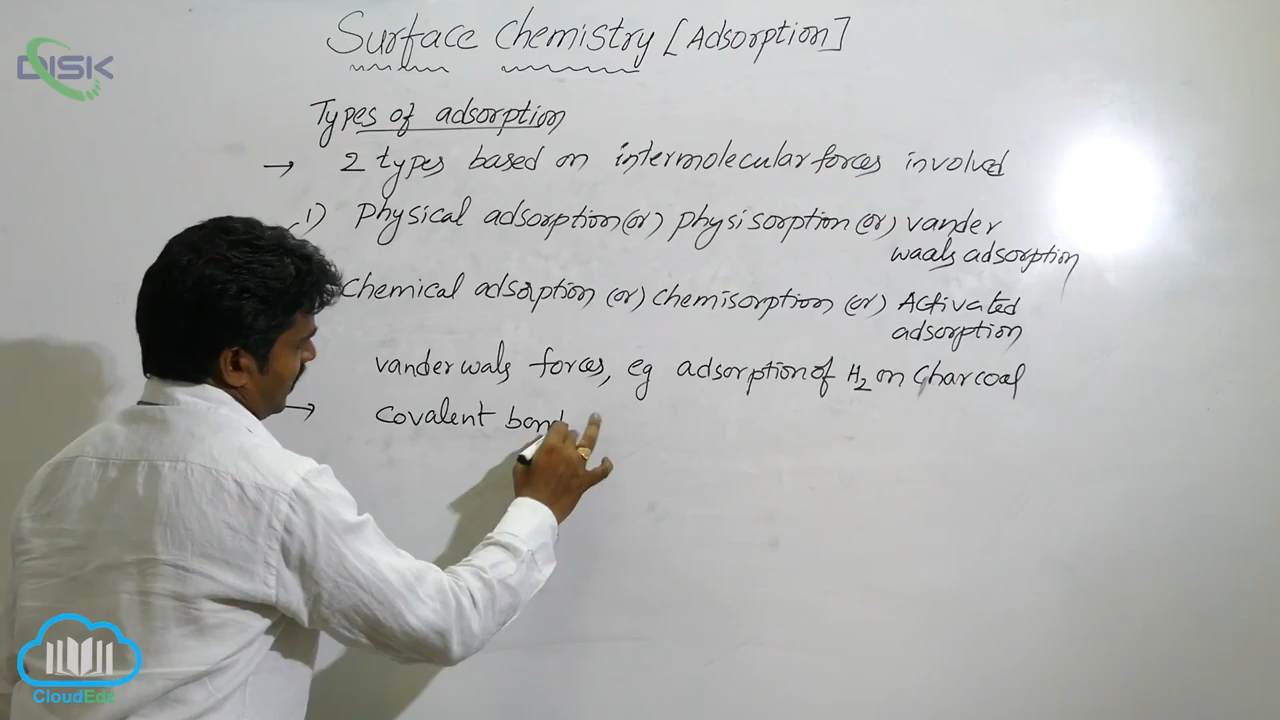 DISK
Surface Chemistry [Adsorption]
Types of adsorption
→ 2 types based on intermolecular forces involved
1) Physical adsorption (or) physisorption (or) vander
waals adsorption
Chemical adsorption (or) chemisorption (or) Activated
adsorption
vanderwals forces, eg adsorption of H₂ on Charcoal
→ Covalent bond
CloudEdz